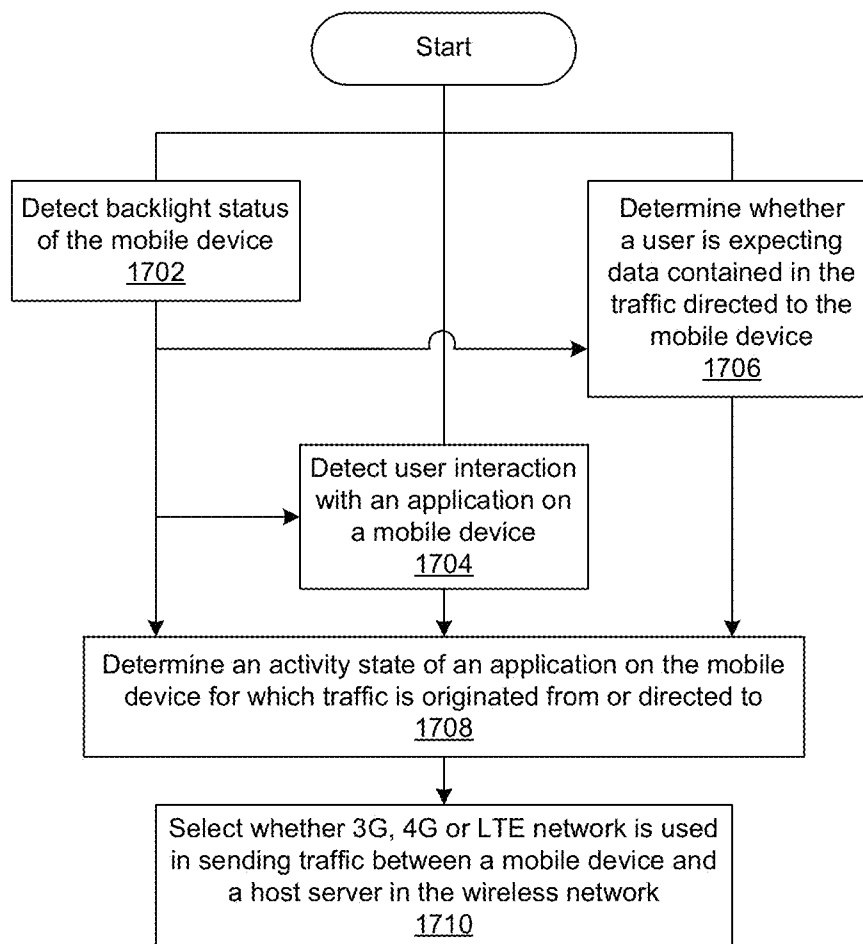 Start
Detect backlight status
of the mobile device
1702
Determine whether
a user is expecting
data contained in the
traffic directed to the
mobile device
1706
Detect user interaction
with an application on
a mobile device
1704
Determine an activity state of an application on the mobile
device for which traffic is originated from or directed to
1708
Select whether 3G, 4G or LTE network is used
in sending traffic between a mobile device and
a host server in the wireless network
1710